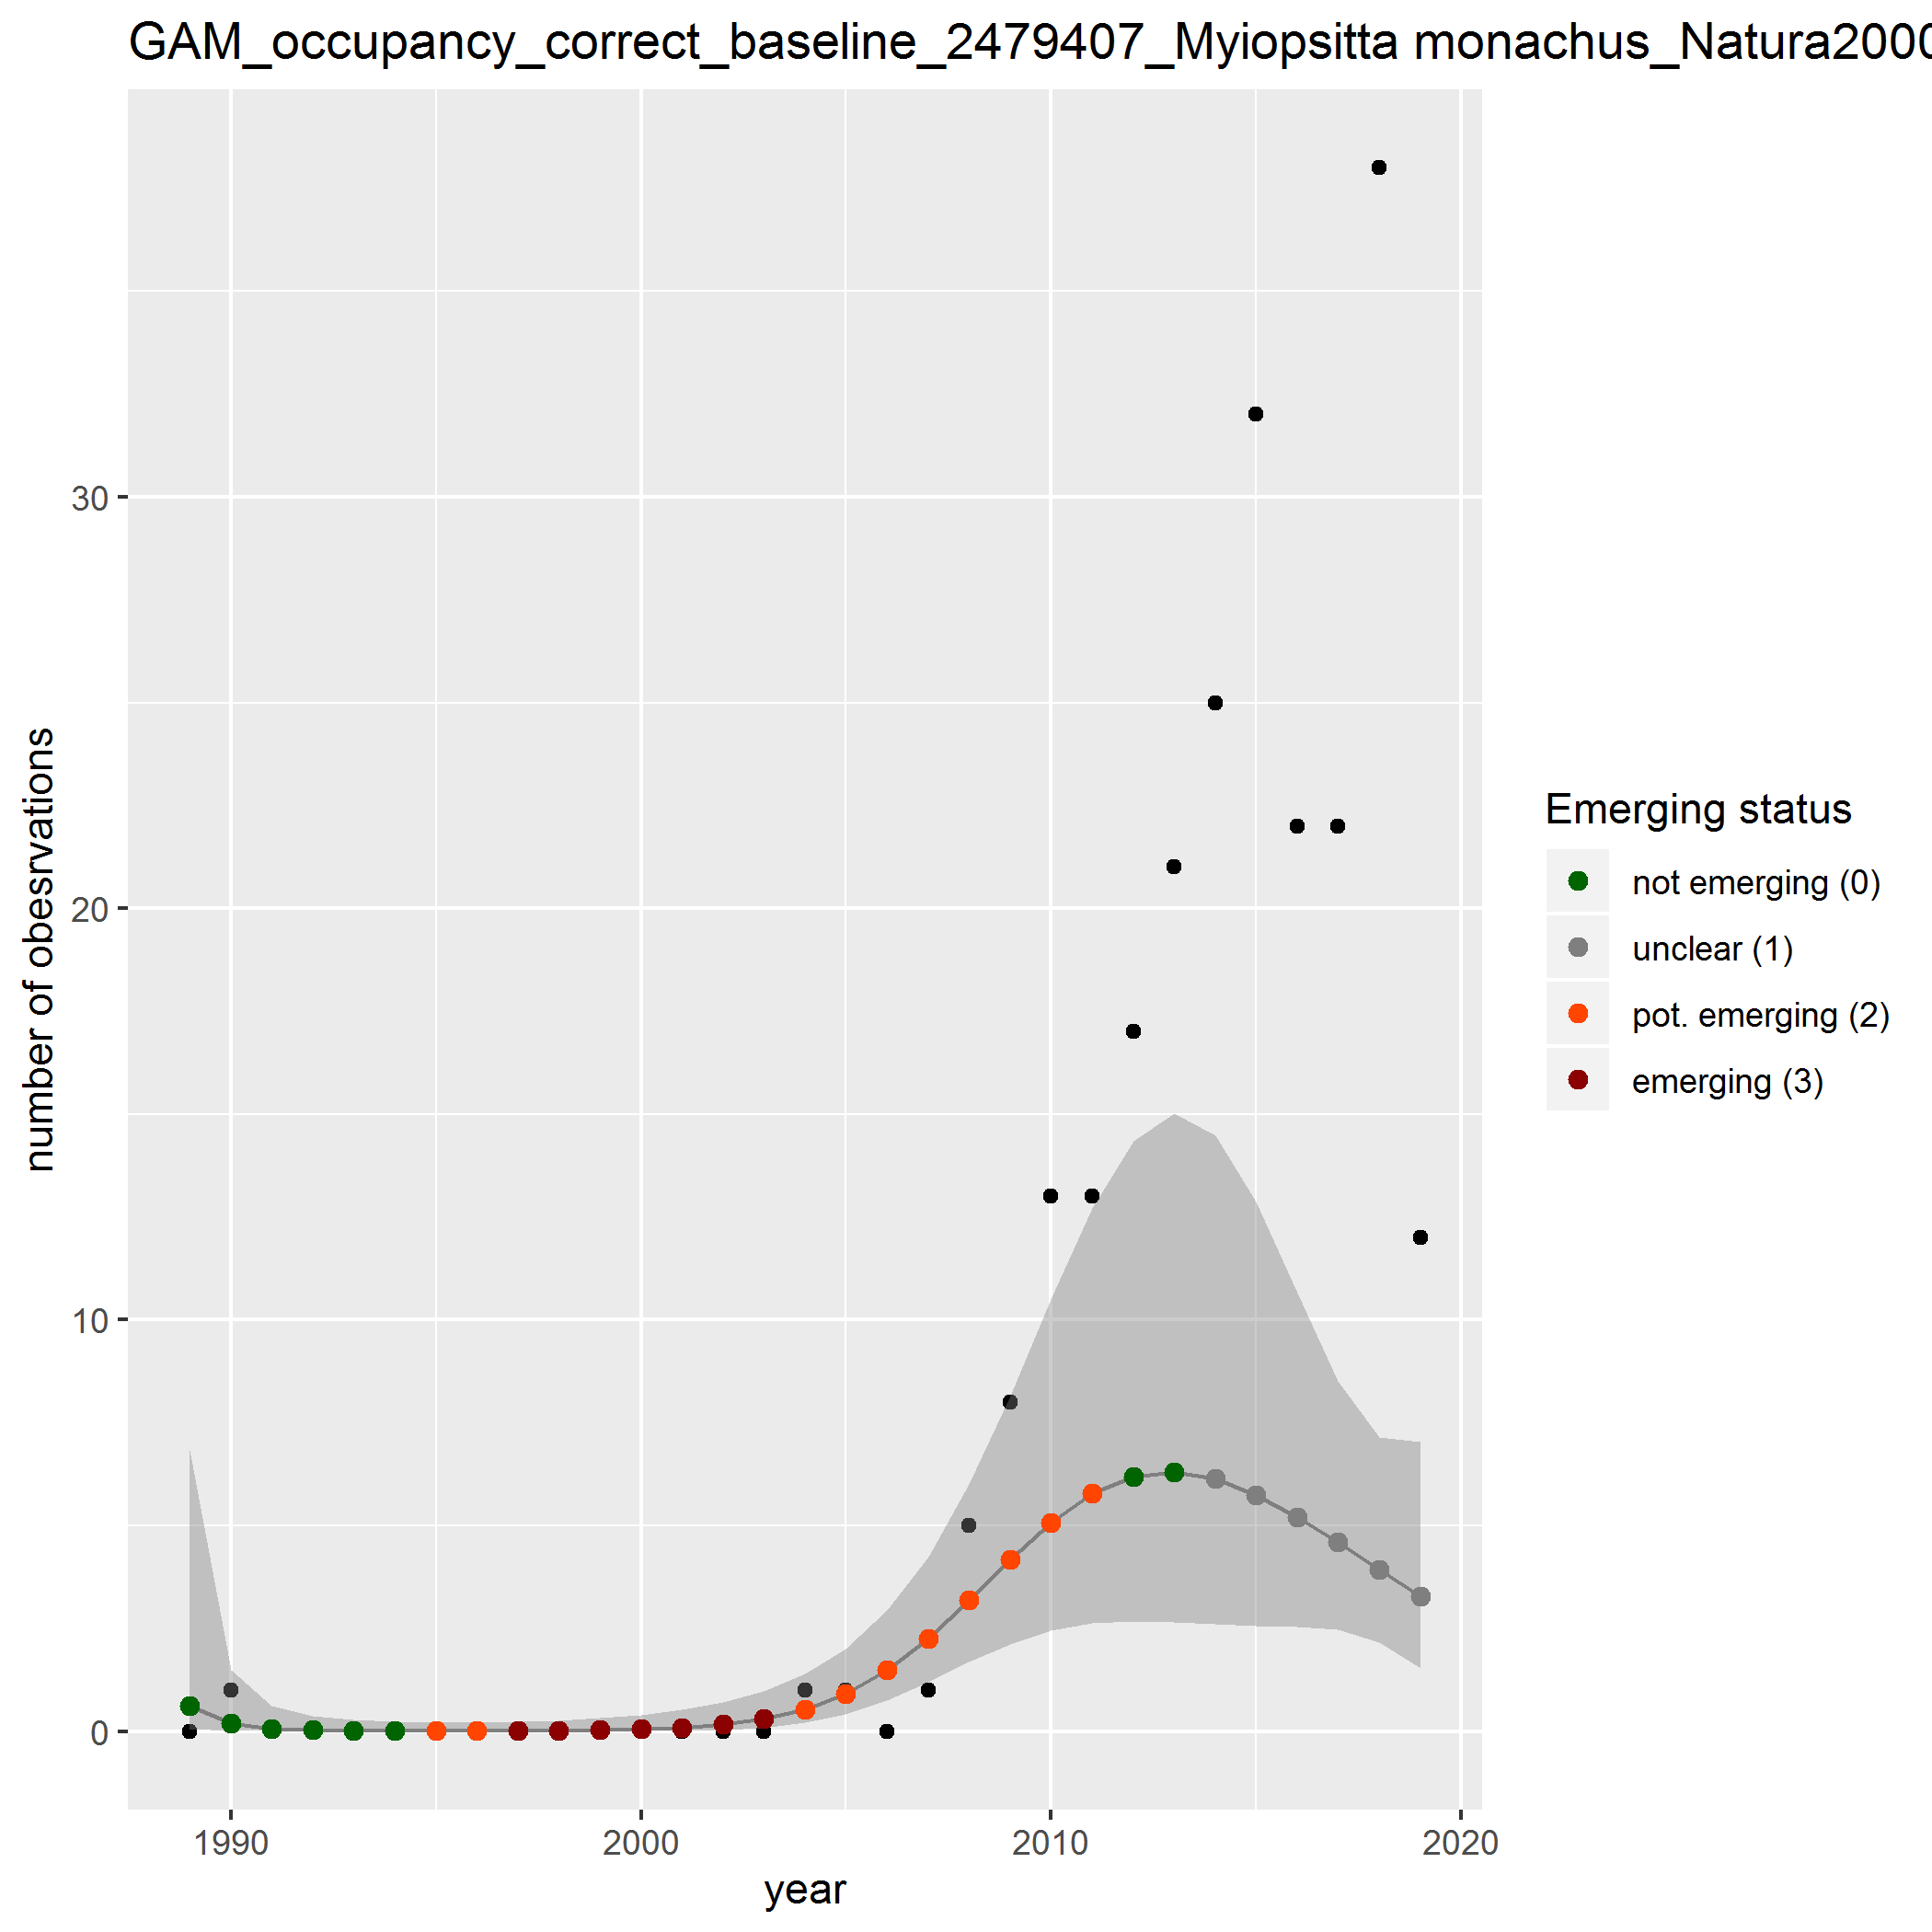 GAM_occupancy_correct_baseline_2479407_Myiopsitta monachus_Natura2000
number of obesrvations
30
20
10
0
1990
2000
2010
2020
year
Emerging status
not emerging (0)
unclear (1)
pot. emerging (2)
emerging (3)